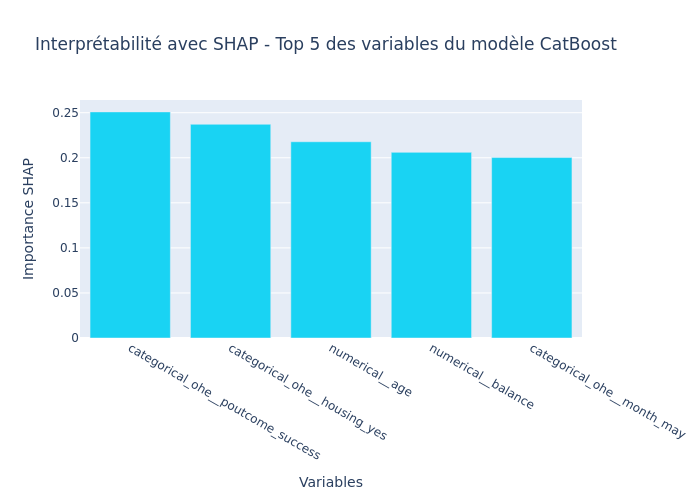 Interprétabilité avec SHAP - Top 5 des variables du modèle CatBoost
Importance SHAP
0.25
0.2
0.15
0.1
0.05
0
categorical_ohe__poutcome_success
categorical_ohe__housing_yes
numerical__age
numerical__balance
categorical_ohe__month_may
Variables